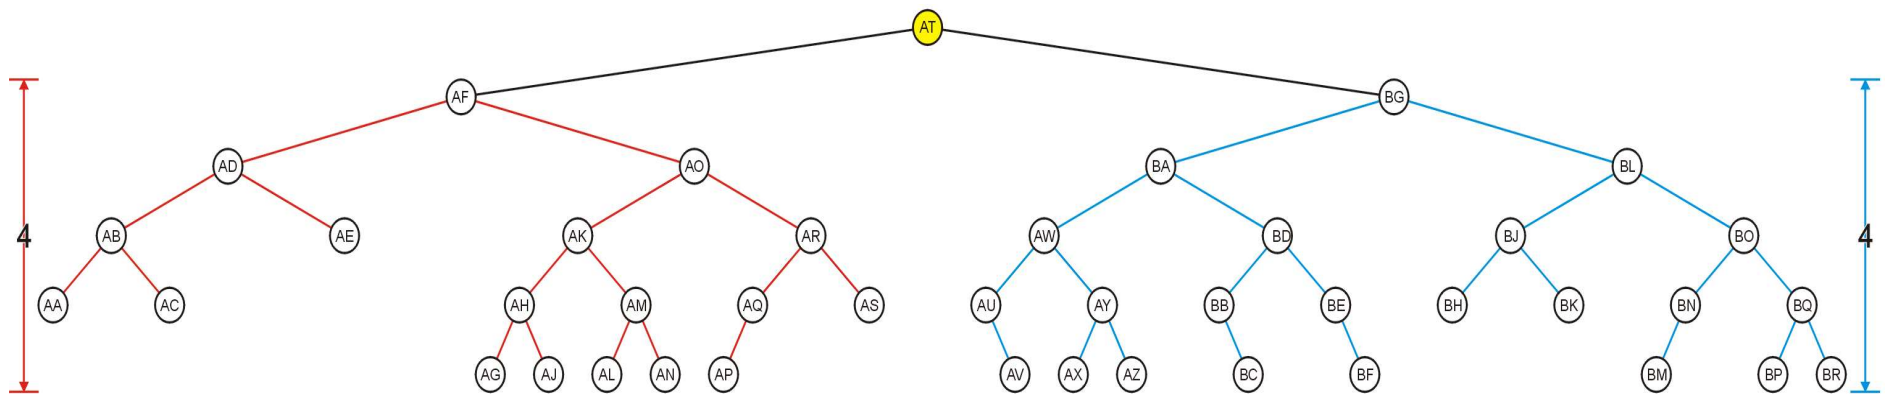 AT
AF BG
AD AO BA BL
4 AB AE AK AR AW BD BJ BO 4
AA AC AH AM AQ AS AU AY BB BE BH BK BN BQ
AG AJ AL AN AP AV AX AZ BC BF BM BP BR